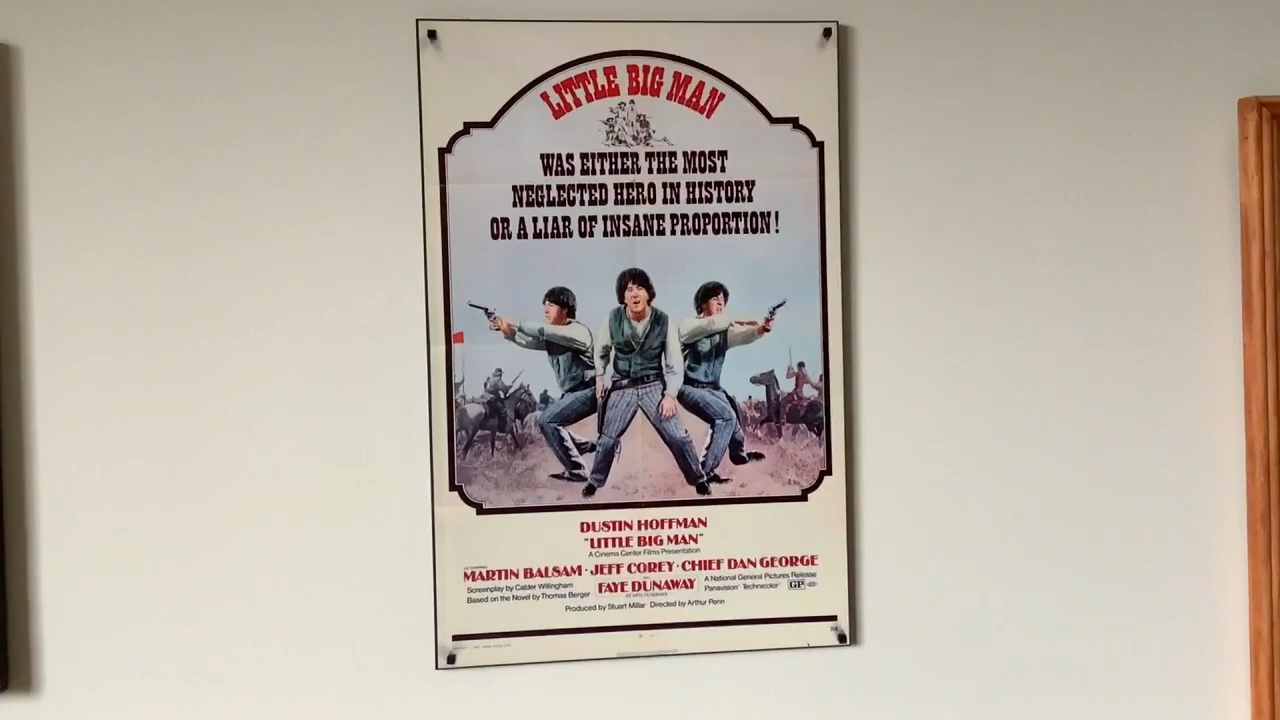 LITTLE BIG MAN
WAS EITHER THE MOST
NEGLECTED HERO IN HISTORY
OR A LIAR OF INSANE PROPORTION!
DUSTIN HOFFMAN
"LITTLE BIG MAN"
A Cinema Center Films Presentation
MARTIN BALSAM · JEFF COREY · CHIEF DAN GEORGE
Screenplay by Calder Willingham
Based on the Novel by Thomas Berger
FAYE DUNAWAY
A National General Pictures Release
Panavision® Technicolor®
GP
Produced by Stuart Millar · Directed by Arthur Penn